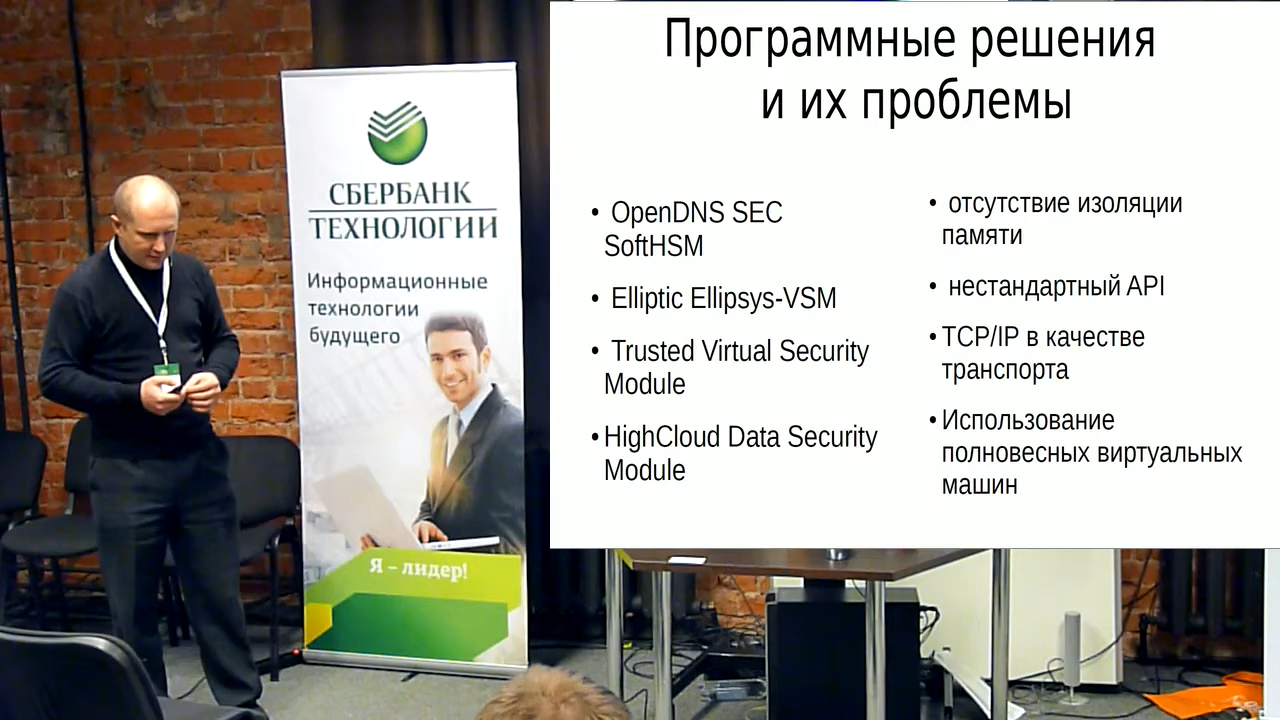 СБЕРБАНК
ТЕХНОЛОГИИ
Информационные
технологии
будущего
Я – лидер!
Программные решения
и их проблемы
• OpenDNS SEC
SoftHSM
• Elliptic Ellipsys-VSM
• Trusted Virtual Security
Module
• HighCloud Data Security
Module
• отсутствие изоляции
памяти
• нестандартный API
• TCP/IP в качестве
транспорта
• Использование
полновесных виртуальных
машин